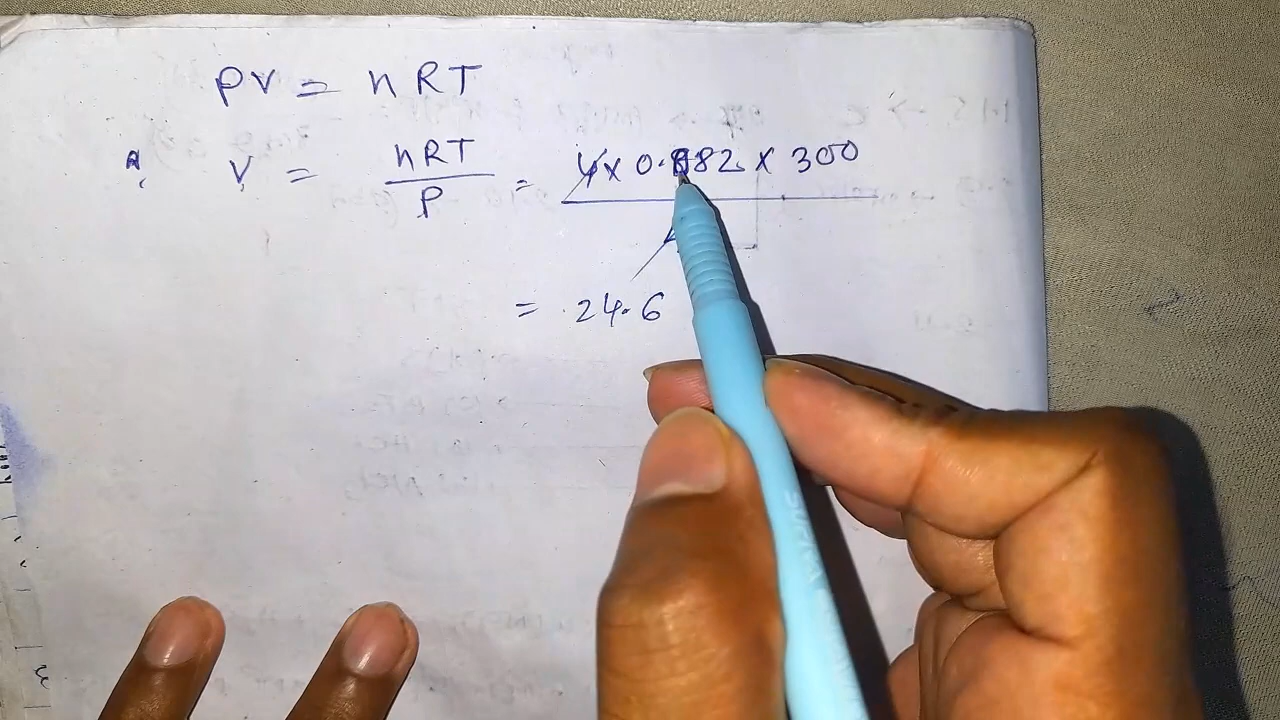 PV = nRT
V = nRT / P = 4 x 0.082 x 300
= 24.6